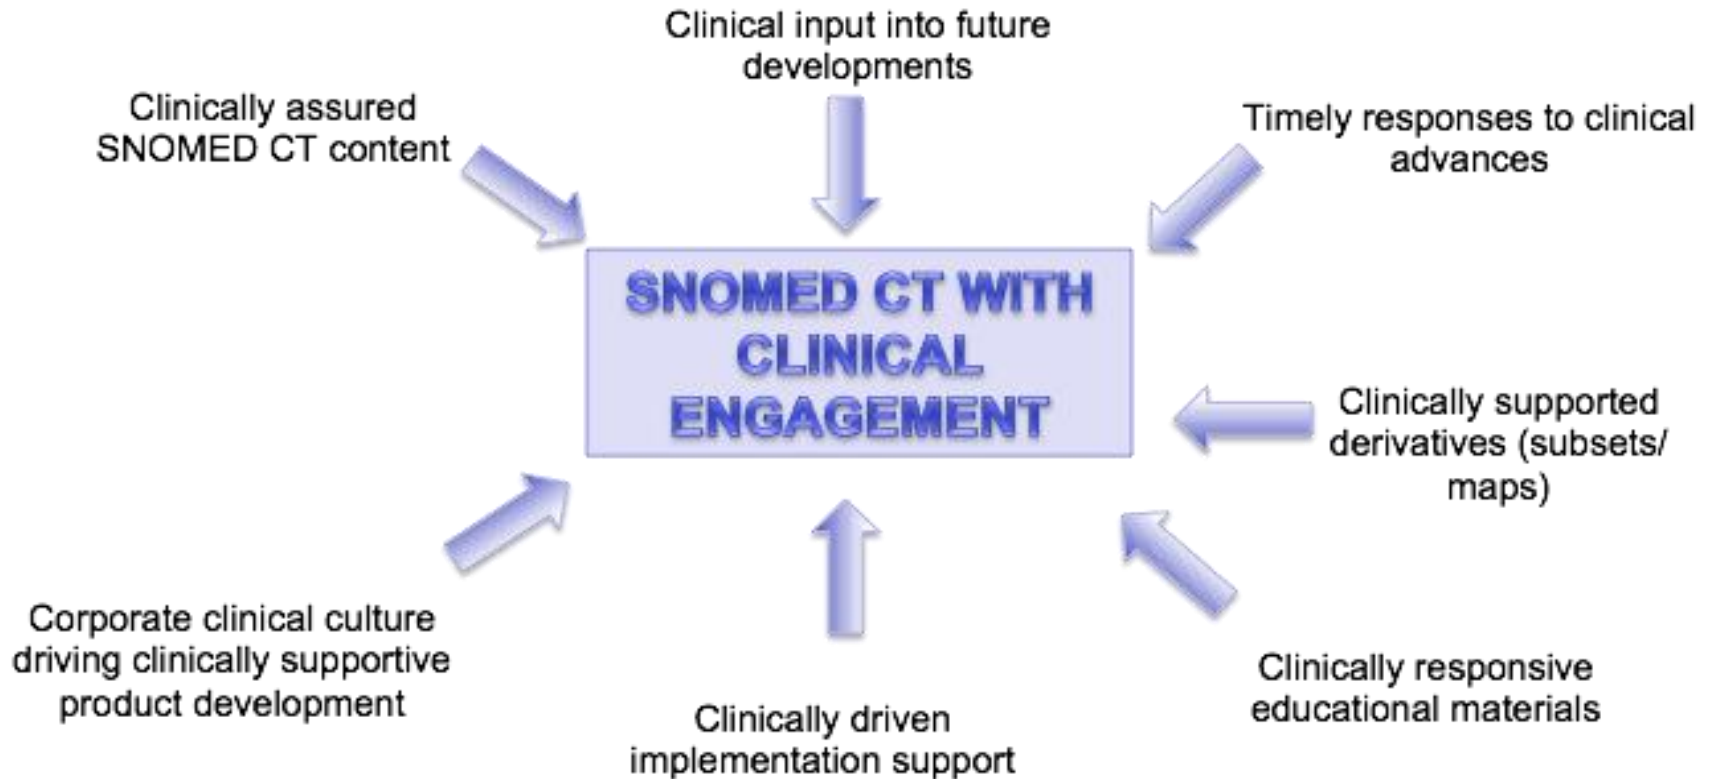 Clinical input into future
developments
Clinically assured
SNOMED CT content
Timely responses to clinical
advances
SNOMED CT WITH
CLINICAL
ENGAGEMENT
Clinically supported
derivatives (subsets/
maps)
Corporate clinical culture
driving clinically supportive
product development
Clinically driven
implementation support
Clinically responsive
educational materials